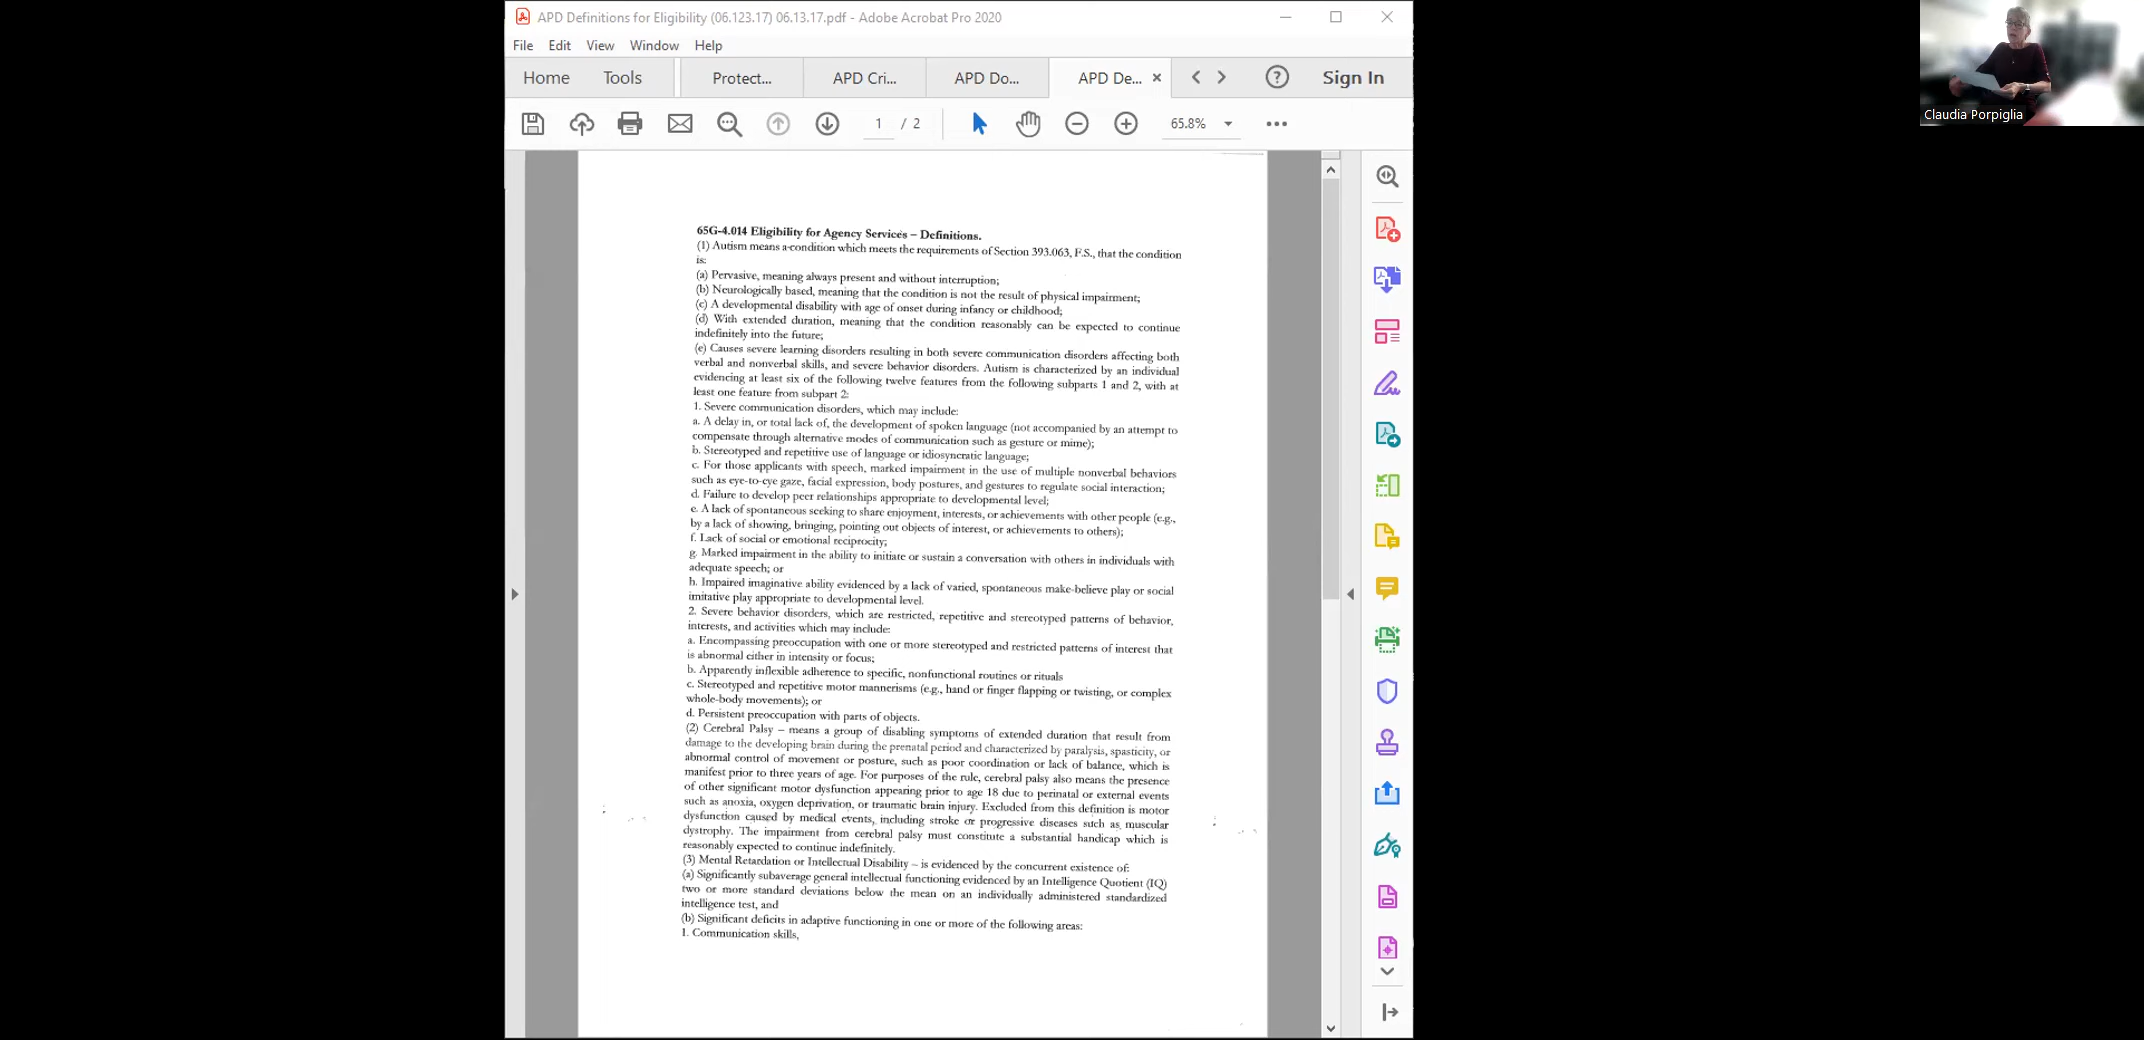 APD Definitions for Eligibility (06.123.17) 06.13.17.pdf - Adobe Acrobat Pro 2020
File Edit View Window Help
Home Tools Protect... APD Cri... APD Do... APD De... × Sign In
1 / 2 65.8%
Claudia Porpiglia
65G-4.014 Eligibility for Agency Services – Definitions.
(1) Autism means a condition which meets the requirements of Section 393.063, F.S., that the condition
is:
(a) Pervasive, meaning always present and without interruption;
(b) Neurologically based, meaning that the condition is not the result of physical impairment;
(c) A developmental disability with age of onset during infancy or childhood;
(d) With extended duration, meaning that the condition reasonably can be expected to continue
indefinitely into the future;
(e) Causes severe learning disorders resulting in both severe communication disorders affecting both
verbal and nonverbal skills, and severe behavior disorders. Autism is characterized by an individual
evidencing at least six of the following twelve features from the following subparts 1 and 2, with at
least one feature from subpart 2:
1. Severe communication disorders, which may include:
a. A delay in, or total lack of, the development of spoken language (not accompanied by an attempt to
compensate through alternative modes of communication such as gesture or mime);
b. Stereotyped and repetitive use of language or idiosyncratic language;
c. For those applicants with speech, marked impairment in the use of multiple nonverbal behaviors
such as eye-to-eye gaze, facial expression, body postures, and gestures to regulate social interaction;
d. Failure to develop peer relationships appropriate to developmental level;
e. A lack of spontaneous seeking to share enjoyment, interests, or achievements with other people (e.g.,
by a lack of showing, bringing, pointing out objects of interest, or achievements to others);
f. Lack of social or emotional reciprocity;
g. Marked impairment in the ability to initiate or sustain a conversation with others in individuals with
adequate speech; or
h. Impaired imaginative ability evidenced by a lack of varied, spontaneous make-believe play or social
imitative play appropriate to developmental level.
2. Severe behavior disorders, which are restricted, repetitive and stereotyped patterns of behavior,
interests, and activities which may include:
a. Encompassing preoccupation with one or more stereotyped and restricted patterns of interest that
is abnormal either in intensity or focus;
b. Apparently inflexible adherence to specific, nonfunctional routines or rituals
c. Stereotyped and repetitive motor mannerisms (e.g., hand or finger flapping or twisting, or complex
whole-body movements); or
d. Persistent preoccupation with parts of objects.
(2) Cerebral Palsy – means a group of disabling symptoms of extended duration that result from
damage to the developing brain during the prenatal period and characterized by paralysis, spasticity, or
abnormal control of movement or posture, such as poor coordination or lack of balance, which is
manifest prior to three years of age. For purposes of the rule, cerebral palsy also means the presence
of other significant motor dysfunction appearing prior to age 18 due to perinatal or external events
such as anoxia, oxygen deprivation, or traumatic brain injury. Excluded from this definition is motor
dysfunction caused by medical events, including stroke or progressive diseases such as muscular
dystrophy. The impairment from cerebral palsy must constitute a substantial handicap which is
reasonably expected to continue indefinitely.
(3) Mental Retardation or Intellectual Disability – is evidenced by the concurrent existence of:
(a) Significantly subaverage general intellectual functioning evidenced by an Intelligence Quotient (IQ)
two or more standard deviations below the mean on an individually administered standardized
intelligence test, and
(b) Significant deficits in adaptive functioning in one or more of the following areas:
1. Communication skills,